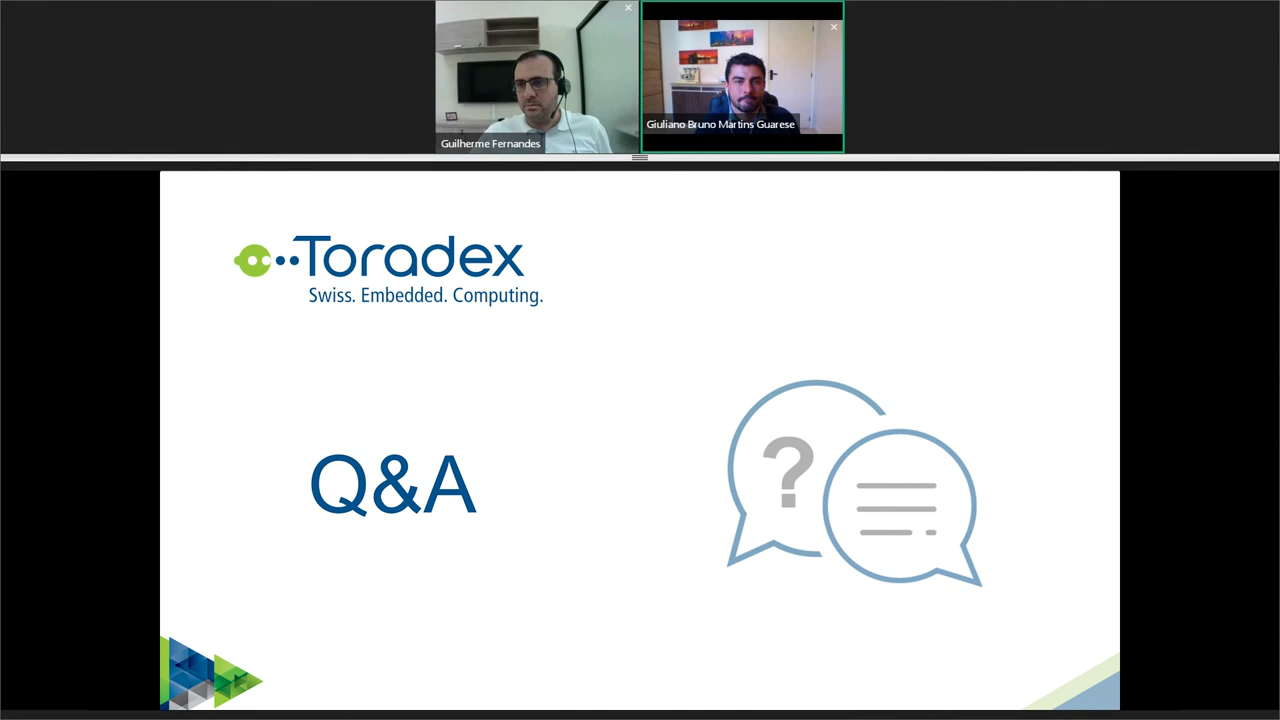 Guilherme Fernandes
Giuliano Bruno Martins Guarese
Toradex
Swiss. Embedded. Computing.
Q&A
?